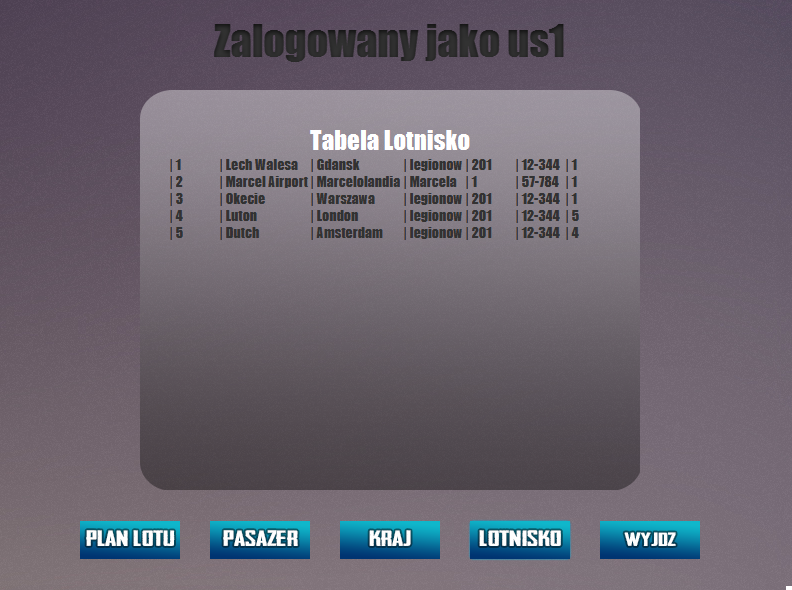 Zalogowany jako us1
Tabela Lotnisko
| 1 | Lech Walesa | Gdansk | legionow | 201 | 12-344 | 1
| 2 | Marcel Airport | Marcelolandia | Marcela | 1 | 57-784 | 1
| 3 | Okecie | Warszawa | legionow | 201 | 12-344 | 1
| 4 | Luton | London | legionow | 201 | 12-344 | 5
| 5 | Dutch | Amsterdam | legionow | 201 | 12-344 | 4
PLAN LOTU PASAZER KRAJ LOTNISKO WYJDZ